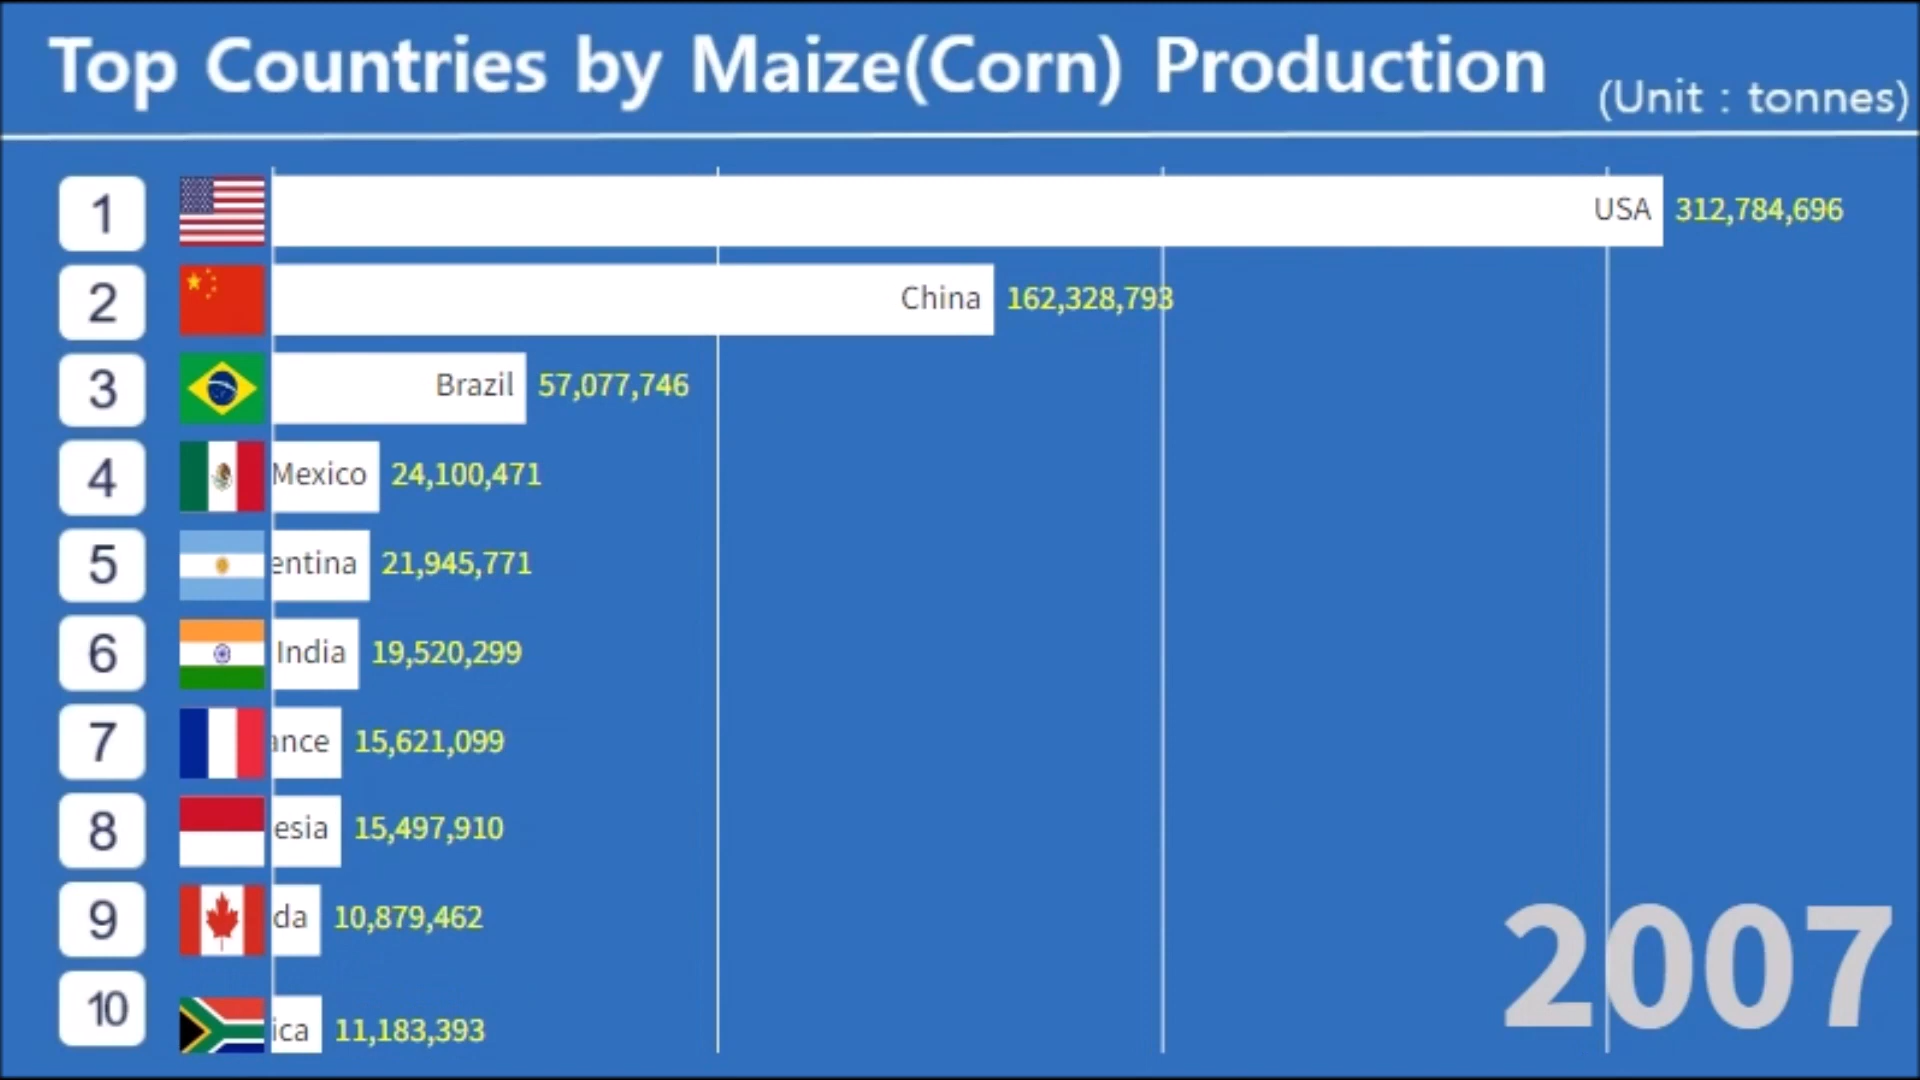 Top Countries by Maize(Corn) Production (Unit : tonnes)
1 USA 312,784,696
2 China 162,328,793
3 Brazil 57,077,746
4 Mexico 24,100,471
5 entina 21,945,771
6 India 19,520,299
7 ance 15,621,099
8 esia 15,497,910
9 da 10,879,462
10 ica 11,183,393
2007